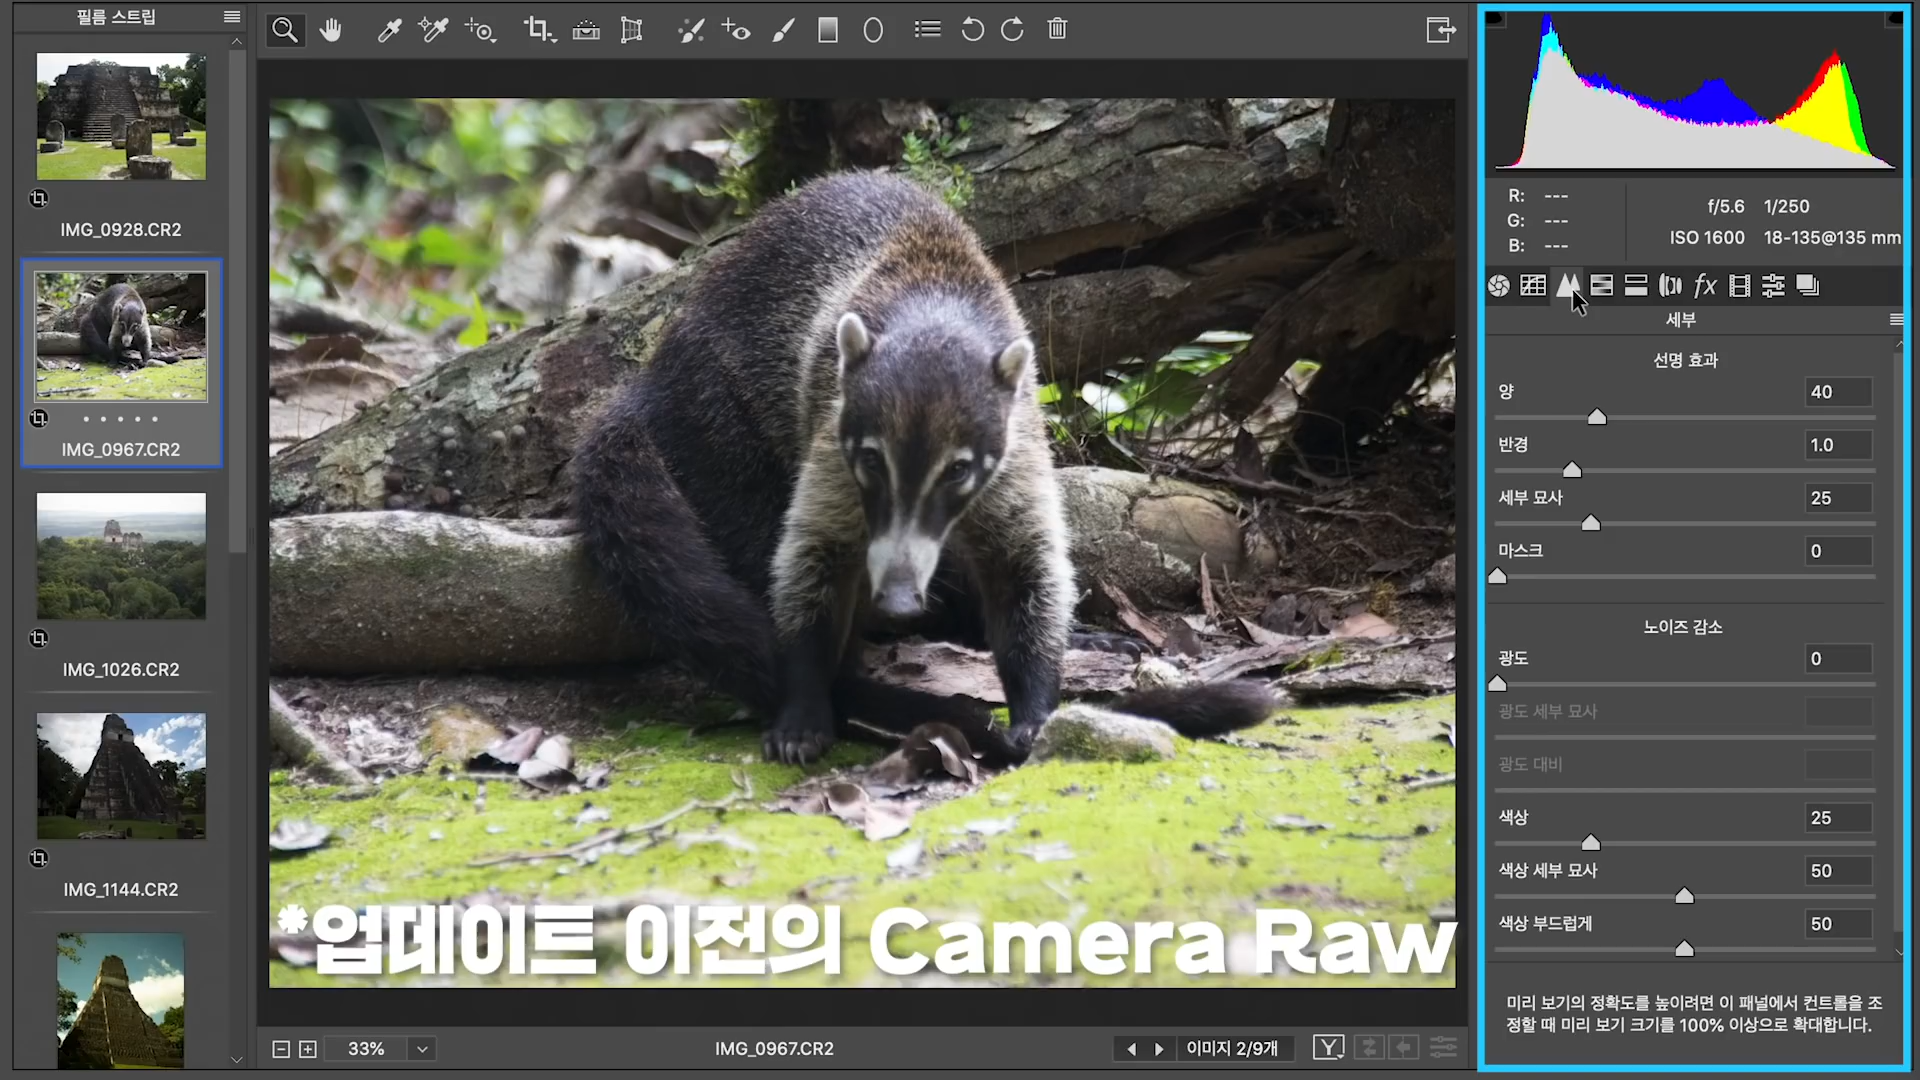 필름 스트립
IMG_0928.CR2
IMG_0967.CR2
IMG_1026.CR2
IMG_1144.CR2
*업데이트 이전의 Camera Raw
33%
IMG_0967.CR2
이미지 2/9개
Y
R: ---
G: ---
B: ---
f/5.6 1/250
ISO 1600 18-135@135 mm
fx
세부
선명 효과
양 40
반경 1.0
세부 묘사 25
마스크 0
노이즈 감소
광도 0
광도 세부 묘사
광도 대비
색상 25
색상 세부 묘사 50
색상 부드럽게 50
미리 보기의 정확도를 높이려면 이 패널에서 컨트롤을 조
정할 때 미리 보기 크기를 100% 이상으로 확대합니다.